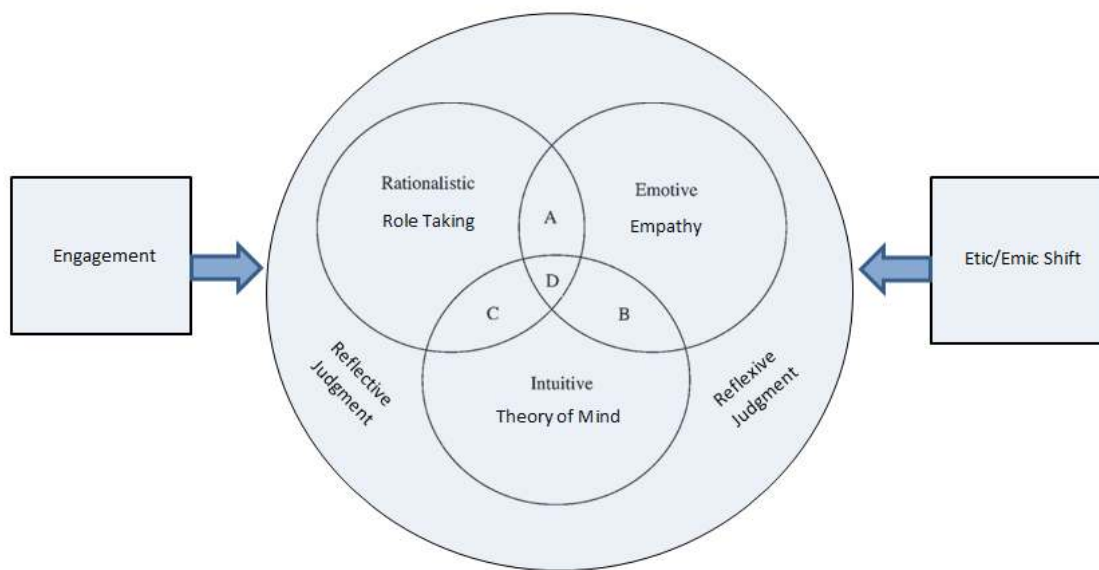 Rationalistic
Role Taking
A
Emotive
Empathy
Engagement
Etic/Emic Shift
D
C
B
Reflective
Judgment
Intuitive
Theory of Mind
Reflexive
Judgment